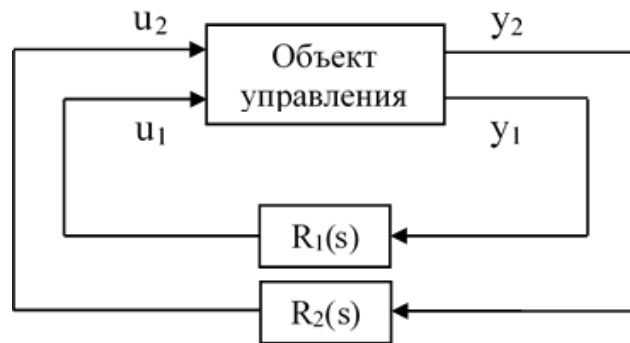 u₂
y₂
Объект
управления
u₁
y₁
R₁(s)
R₂(s)